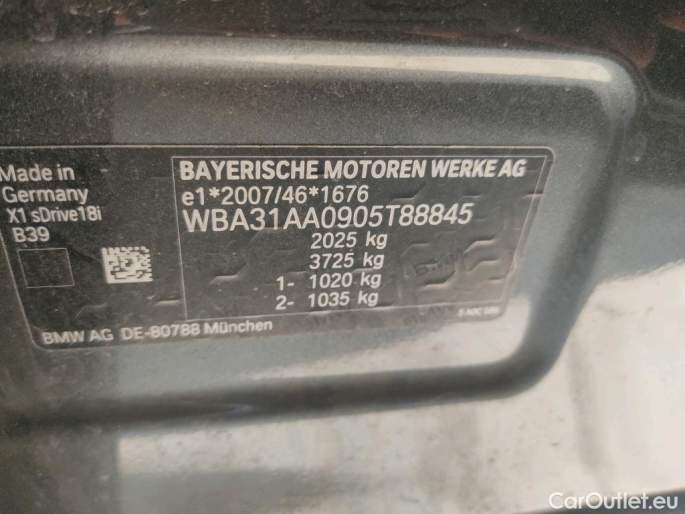 Made in
Germany
X1 sDrive18i
B39
BAYERISCHE MOTOREN WERKE AG
e1*2007/46*1676
WBA31AA0905T88845
2025 kg
3725 kg
1- 1020 kg
2- 1035 kg
BMW AG DE-80788 München
CarOutlet.eu